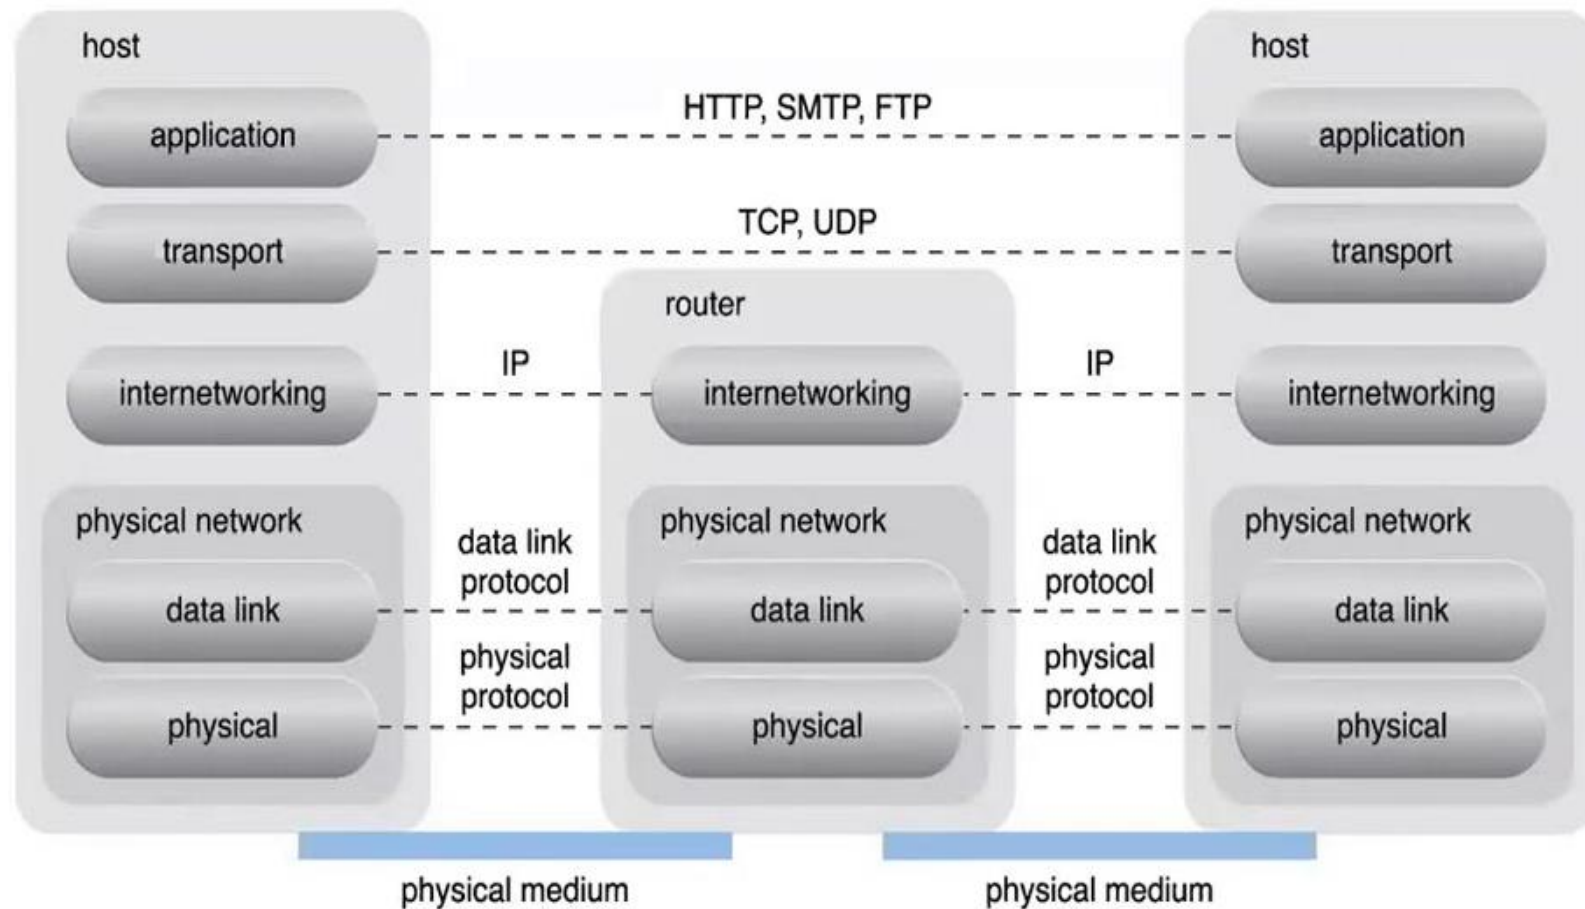 host
host
HTTP, SMTP, FTP
application
application
TCP, UDP
transport
transport
router
IP
IP
internetworking
internetworking
internetworking
physical network
physical network
physical network
data link
protocol
data link
protocol
data link
data link
data link
physical
protocol
physical
protocol
physical
physical
physical
physical medium
physical medium